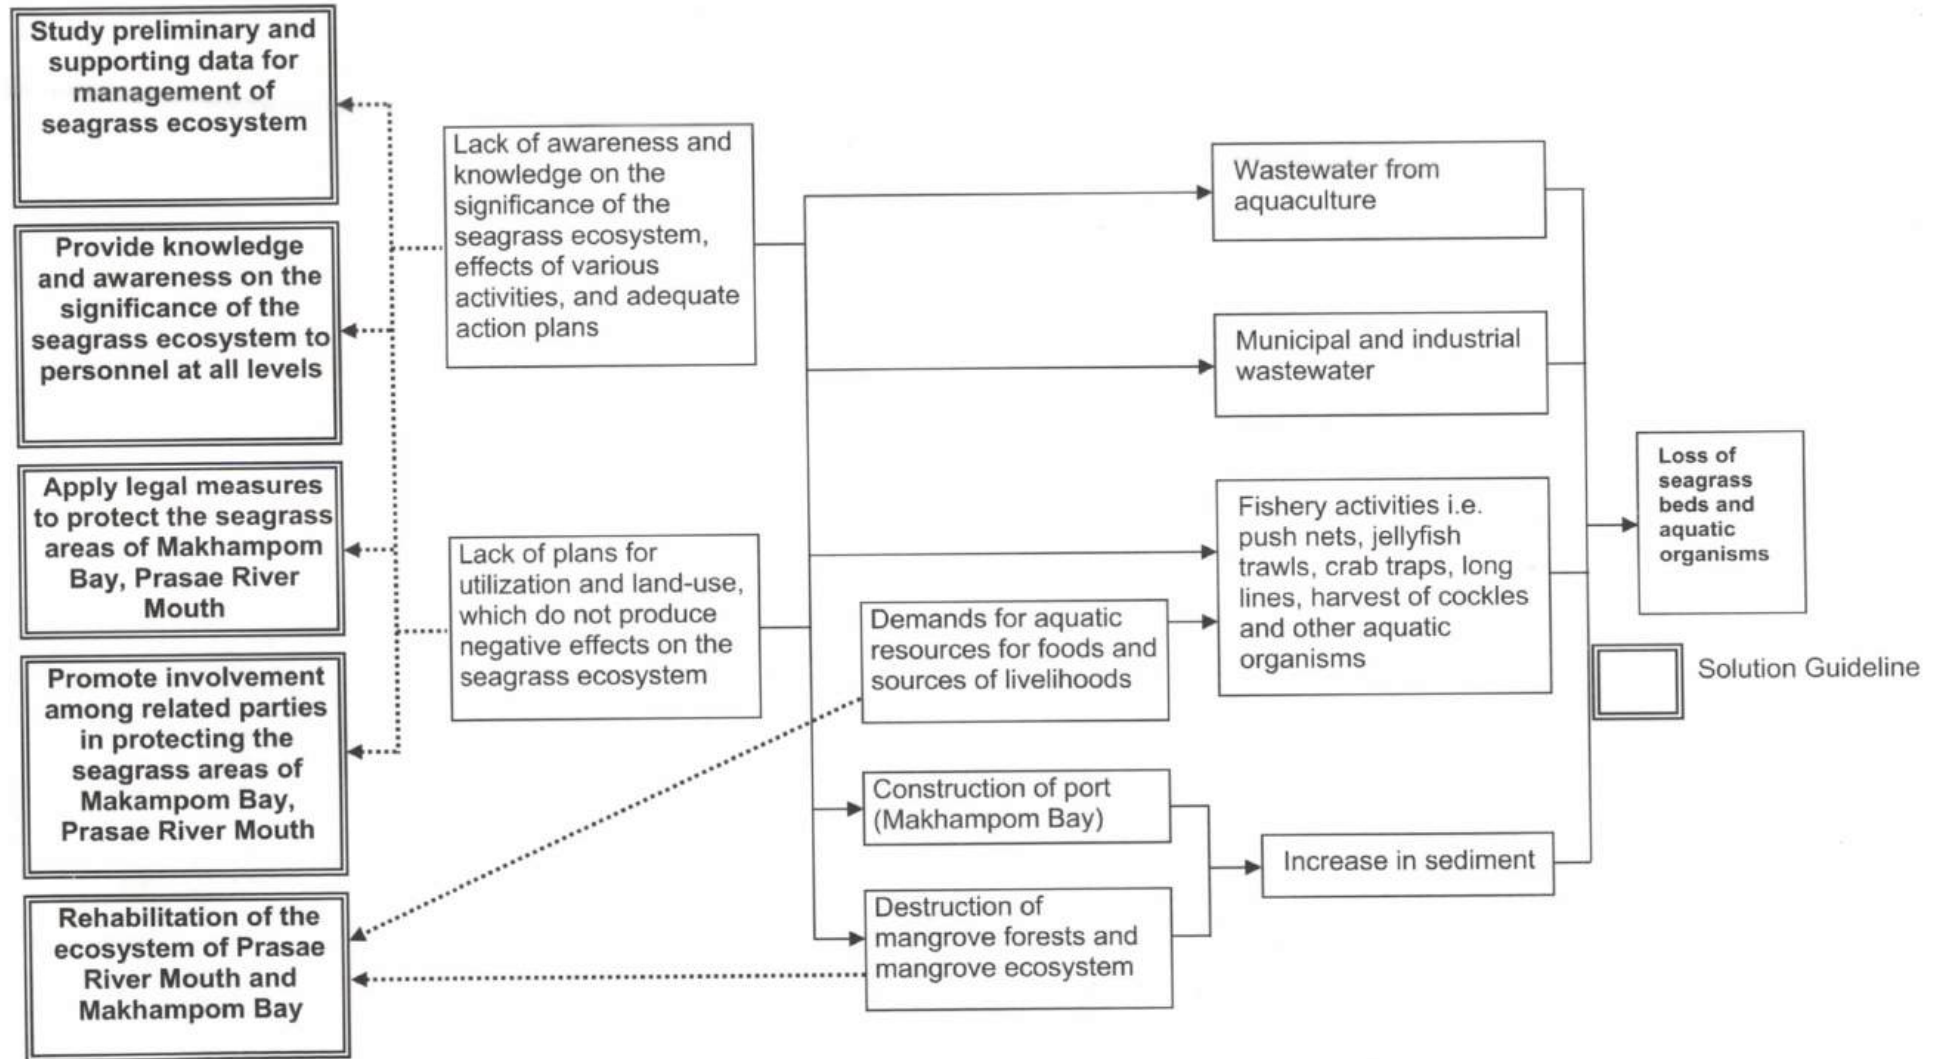 Study preliminary and
supporting data for
management of
seagrass ecosystem
Provide knowledge
and awareness on the
significance of the
seagrass ecosystem to
personnel at all levels
Apply legal measures
to protect the seagrass
areas of Makhampom
Bay, Prasae River
Mouth
Promote involvement
among related parties
in protecting the
seagrass areas of
Makampom Bay,
Prasae River Mouth
Rehabilitation of the
ecosystem of Prasae
River Mouth and
Makhampom Bay
Lack of awareness and
knowledge on the
significance of the
seagrass ecosystem,
effects of various
activities, and adequate
action plans
Lack of plans for
utilization and land-use,
which do not produce
negative effects on the
seagrass ecosystem
Demands for aquatic
resources for foods and
sources of livelihoods
Construction of port
(Makhampom Bay)
Destruction of
mangrove forests and
mangrove ecosystem
Wastewater from
aquaculture
Municipal and industrial
wastewater
Fishery activities i.e.
push nets, jellyfish
trawls, crab traps, long
lines, harvest of cockles
and other aquatic
organisms
Increase in sediment
Loss of
seagrass
beds and
aquatic
organisms
Solution Guideline